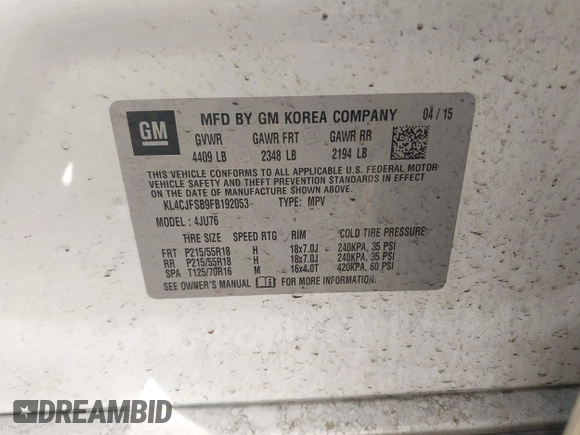 GM
MFD BY GM KOREA COMPANY 04 / 15
GVWR GAWR FRT GAWR RR
4409 LB 2348 LB 2194 LB
THIS VEHICLE CONFORMS TO ALL APPLICABLE U.S. FEDERAL MOTOR
VEHICLE SAFETY AND THEFT PREVENTION STANDARDS IN EFFECT ON
THE DATE OF MANUFACTURE SHOWN ABOVE.
KL4CJFSB9FB192053 TYPE: MPV
MODEL : 4JU76
TIRE SIZE SPEED RTG RIM COLD TIRE PRESSURE
FRT P215/55R18 H 18x7.0J 240KPA, 35 PSI
RR P215/55R18 H 18x7.0J 240KPA, 35 PSI
SPA T125/70R16 M 16x4.0T 420KPA, 60 PSI
SEE OWNER'S MANUAL FOR MORE INFORMATION.
DREAMBID